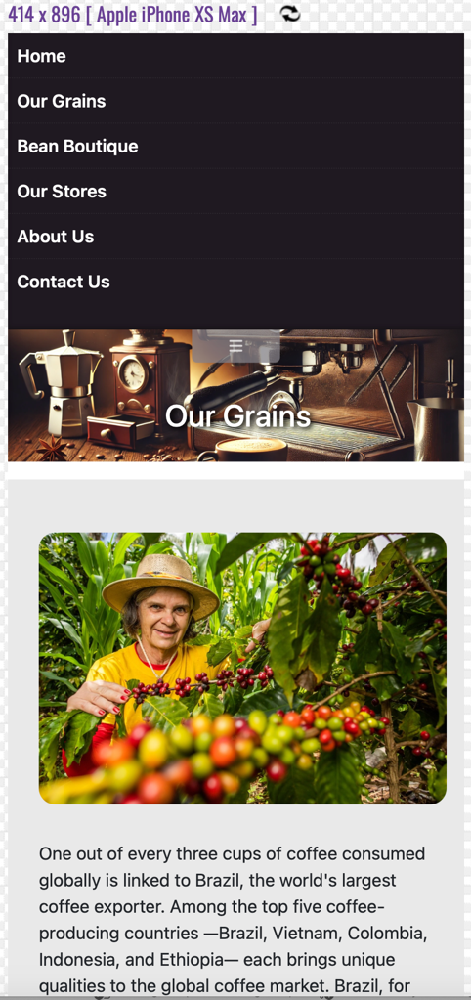 414 x 896 [ Apple iPhone XS Max ]
Home
Our Grains
Bean Boutique
Our Stores
About Us
Contact Us
Our Grains
One out of every three cups of coffee consumed
globally is linked to Brazil, the world's largest
coffee exporter. Among the top five coffee-
producing countries —Brazil, Vietnam, Colombia,
Indonesia, and Ethiopia— each brings unique
qualities to the global coffee market. Brazil, for